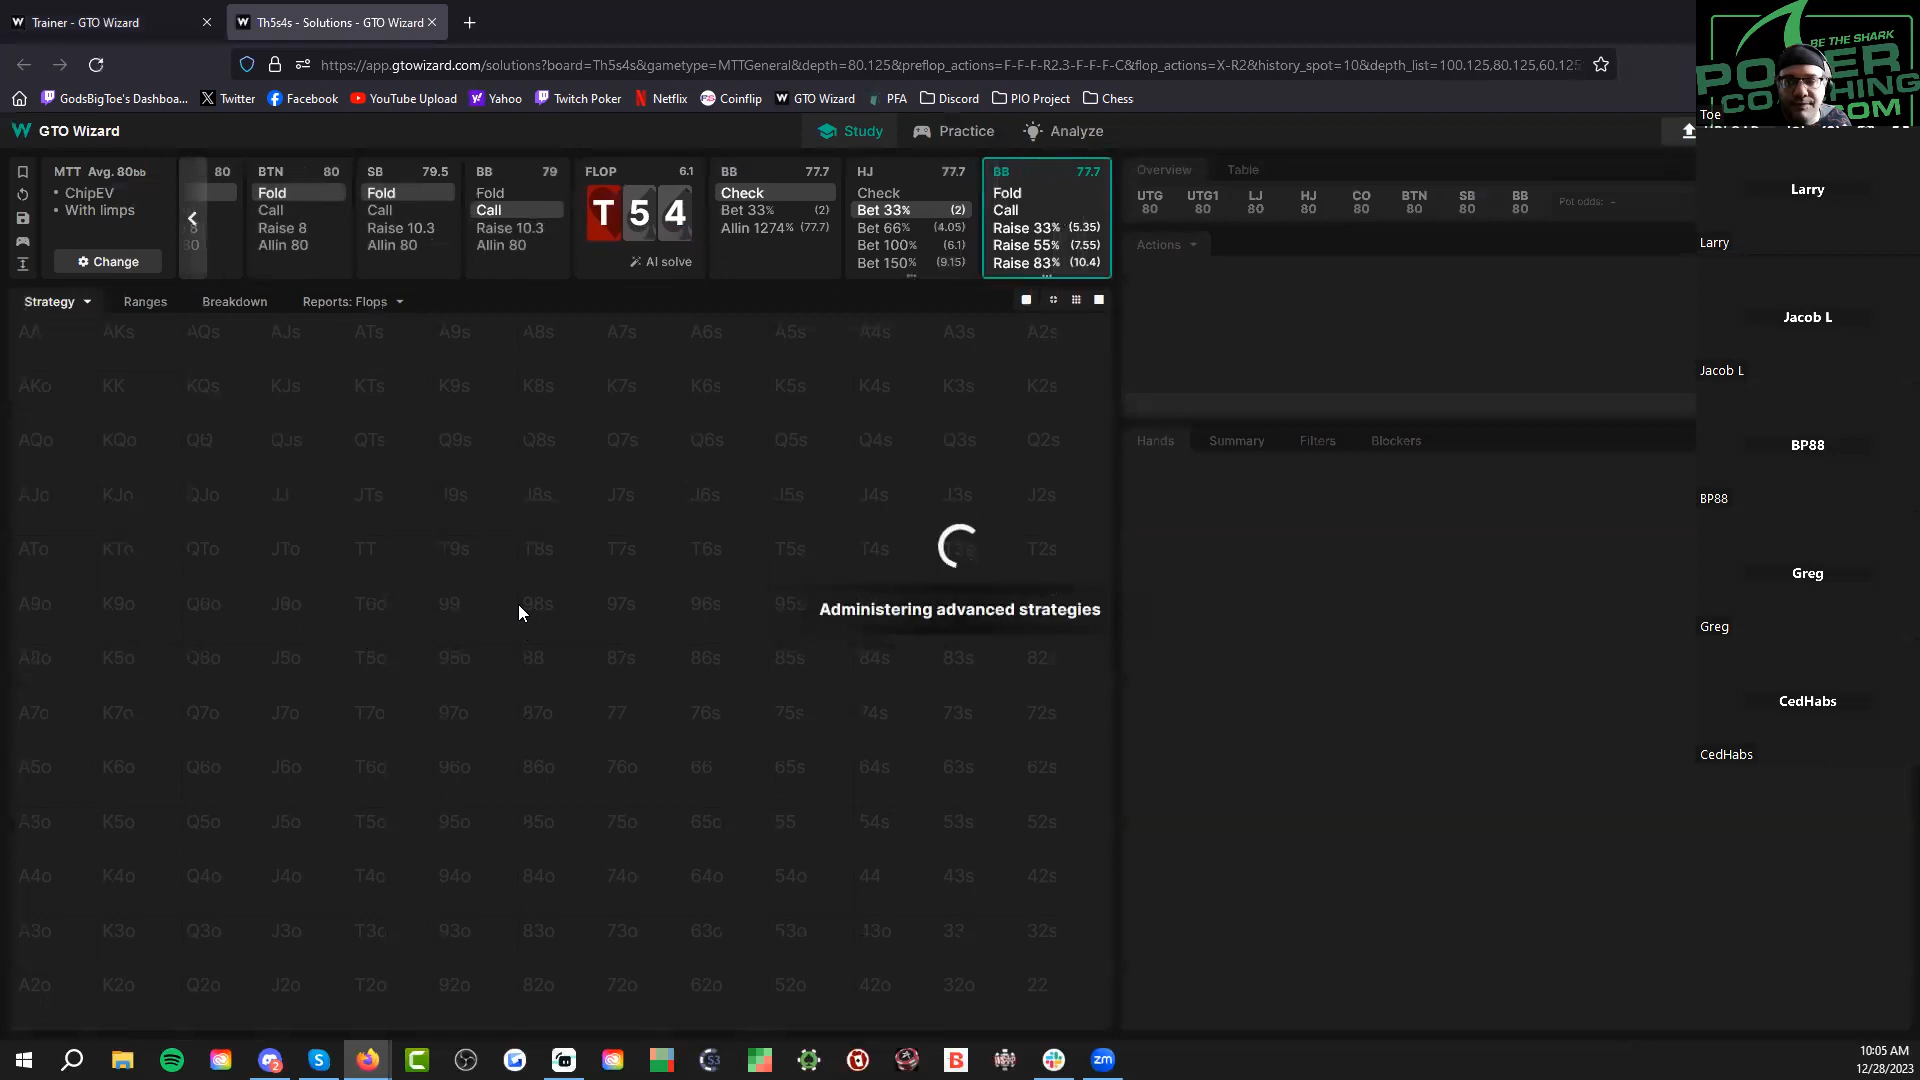 Trainer - GTO Wizard
Th5s4s - Solutions - GTO Wizard
https://app.gtowizard.com/solutions?board=Th5s4s&gametype=MTTGeneral&depth=80.125&preflop_actions=F-F-F-R2.3-F-F-F-C&flop_actions=X-R2&history_spot=10&depth_list=100.125,80.125,60.125
GodsBigToe's Dashboa... Twitter Facebook YouTube Upload Yahoo Twitch Poker Netflix Coinflip GTO Wizard PFA Discord PIO Project Chess
BE THE SHARK
POKER
COACHING
.COM
Toe
GTO Wizard
Study Practice Analyze
MTT Avg. 80bb
• ChipEV
• With limps
Change
80
80
BTN 80
Fold
Call
Raise 8
Allin 80
SB 79.5
Fold
Call
Raise 10.3
Allin 80
BB 79
Fold
Call
Raise 10.3
Allin 80
FLOP 6.1
T 5 4
AI solve
BB 77.7
Check
Bet 33% (2)
Allin 1274% (77.7)
HJ 77.7
Check
Bet 33% (2)
Bet 66% (4.05)
Bet 100% (6.1)
Bet 150% (9.15)
BB 77.7
Fold
Call
Raise 33% (5.35)
Raise 55% (7.55)
Raise 83% (10.4)
Overview Table
UTG UTG1 LJ HJ CO BTN SB BB
80 80 80 80 80 80 80 80
Pot odds: -
Actions
Strategy Ranges Breakdown Reports: Flops
Hands Summary Filters Blockers
AA AKs AQs AJs ATs A9s A8s A7s A6s A5s A4s A3s A2s
AKo KK KQs KJs KTs K9s K8s K7s K6s K5s K4s K3s K2s
AQo KQo QQ QJs QTs Q9s Q8s Q7s Q6s Q5s Q4s Q3s Q2s
AJo KJo QJo JJ JTs J9s J8s J7s J6s J5s J4s J3s J2s
ATo KTo QTo JTo TT T9s T8s T7s T6s T5s T4s T3s T2s
A9o K9o 99 98s 97s 96s 95s
88 87s 86s 85s 84s 83s
A7o K7o Q7o J7o T7o 97o 87o 77 76s 75s 74s 73s 72s
A5o K6o Q6o J6o 96o 86o 76o 66 65s 64s 63s 62s
K5o Q5o J5o 95o 85o 75o 55 54s 53s 52s
A4o K4o Q4o J4o 94o 84o 74o 64o 54o 44 43s 42s
A3o K3o Q3o J3o 93o 83o 73o 53o 33 32s
A2o K2o Q2o J2o T2o 92o 82o 72o 62o 52o 42o 32o 22
Administering advanced strategies
Larry
Larry
Jacob L
Jacob L
BP88
BP88
Greg
Greg
CedHabs
CedHabs
2
S3
B
zm
10:05 AM
12/28/2023